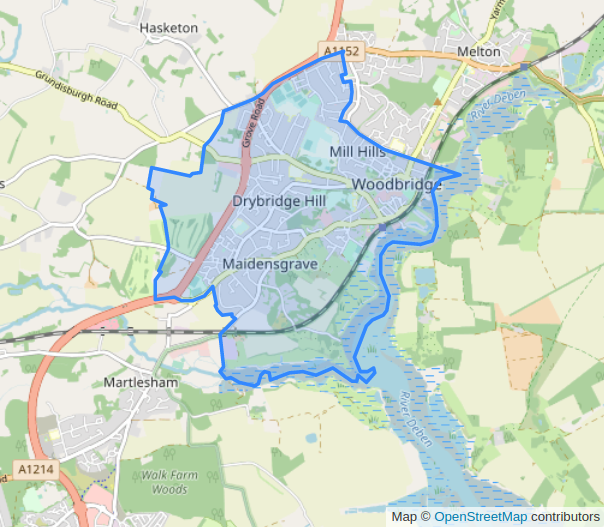 Hasketon
A1152
Melton
Yarm
Grundisburgh Road
Grove Road
River Deben
Mill Hills
Woodbridge
Drybridge Hill
Maidensgrave
Martlesham
River Deben
A1214
Walk Farm
Woods
Map © OpenStreetMap contributors